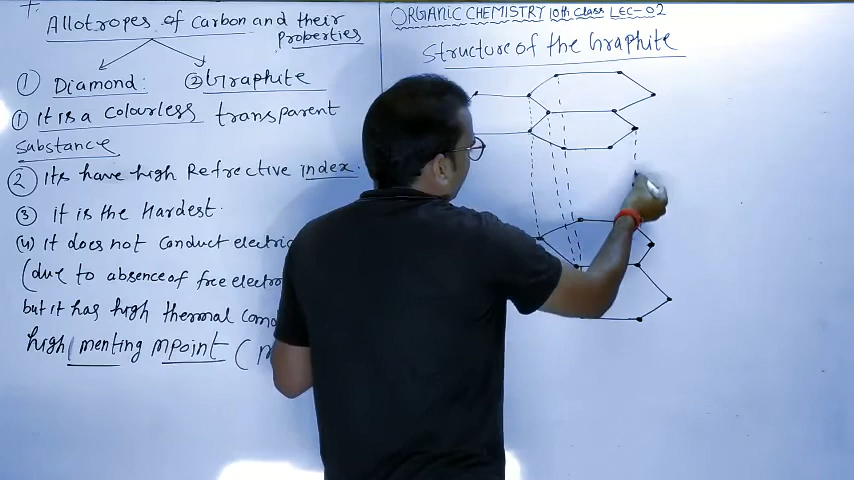 Allotropes of Carbon and their
properties
① Diamond:
② Graphite
① It is a colourless transparent
substance
② Its have high Refrective index.
③ it is the Hardest.
(4) It does not conduct electric
(due to absence of free electro
but it has high thermal
high menting mpoint (
ORGANIC CHEMISTRY 10th Class LEC-02
Structure of the Graphite